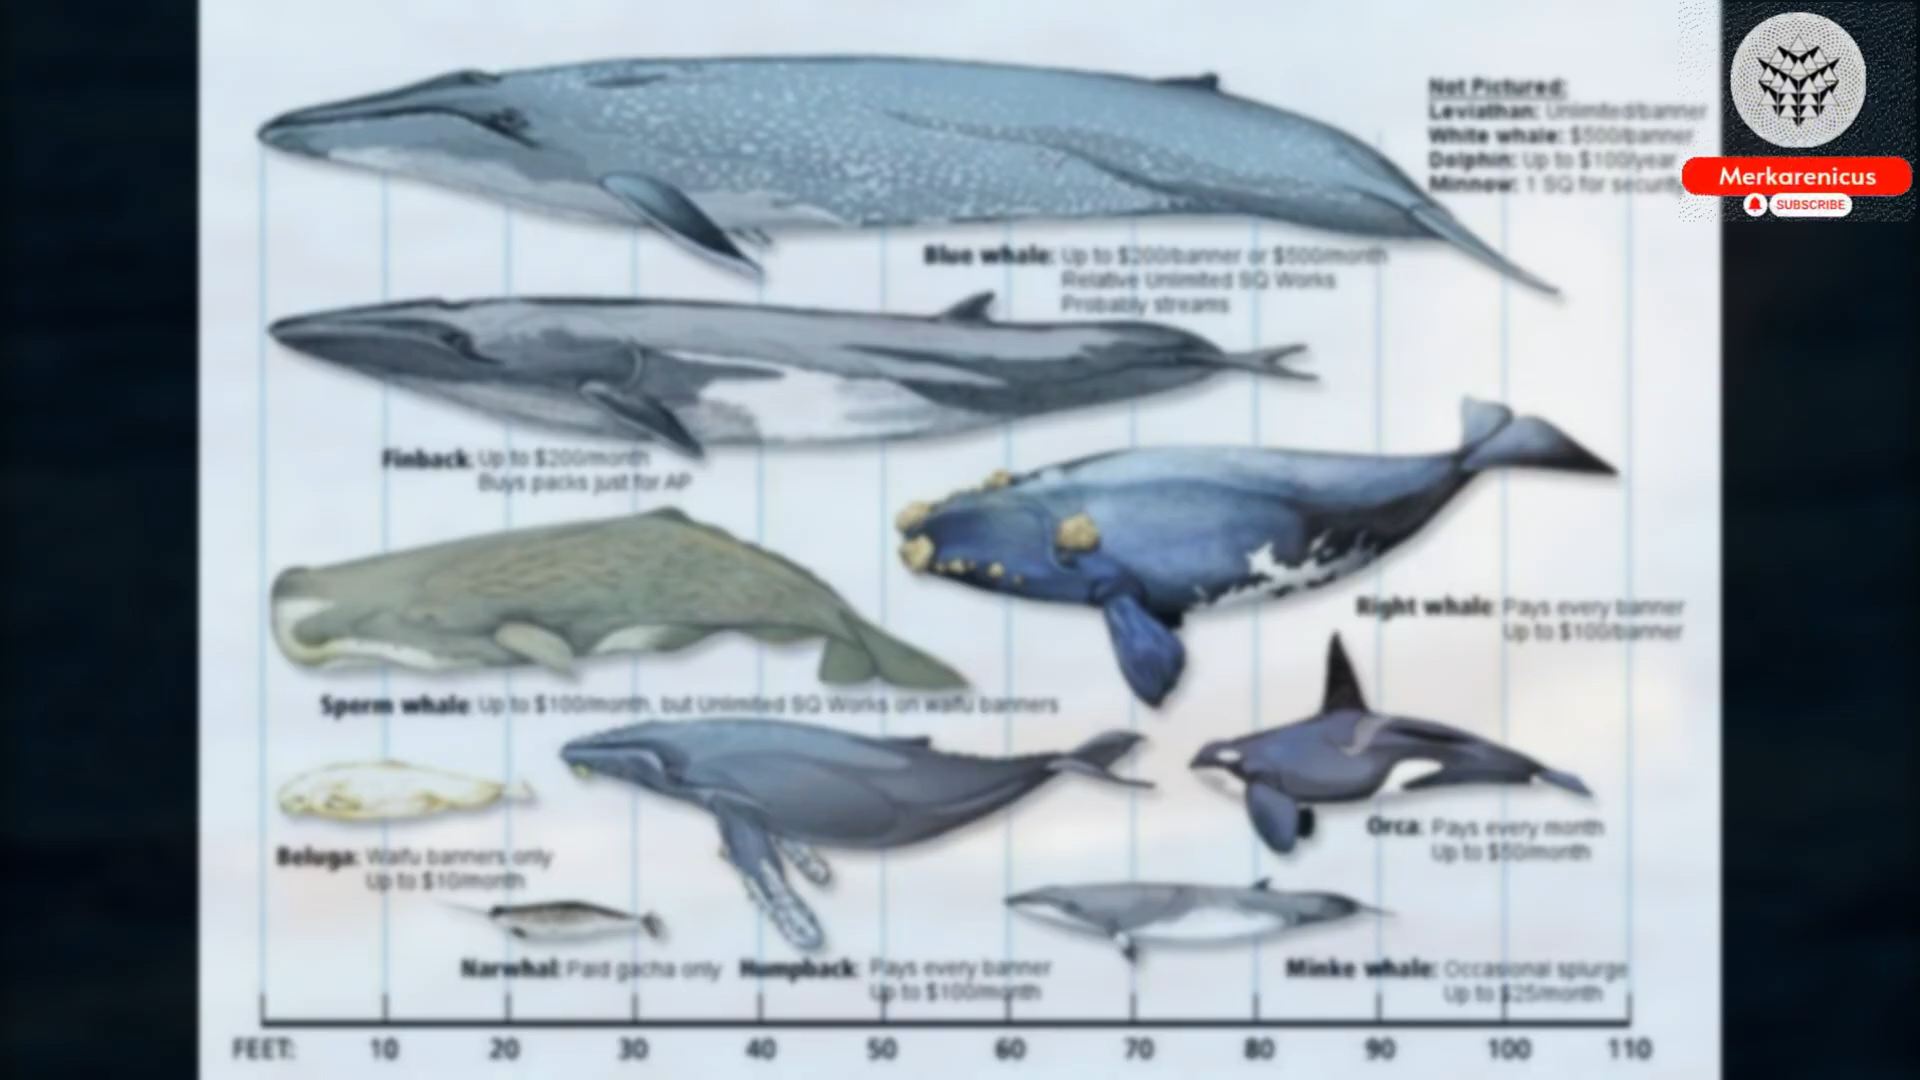 Not Pictured:
Leviathan: Unlimited/banner
White whale: $500/banner
Dolphin: Up to $100/year
Minnow: 1 SQ for security
Merkarenicus
SUBSCRIBE
Blue whale: Up to $200/banner or $500/month
Relative Unlimited SQ Works
Probably streams
Finback: Up to $200/month
Buys packs just for AP
Right whale: Pays every banner
Up to $100/banner
Sperm whale: Up to $100/month, but Unlimited SQ Works on waifu banners
Orca: Pays every month
Up to $50/month
Beluga: Waifu banners only
Up to $10/month
Narwhal: Paid gacha only
Humpback: Pays every banner
Up to $100/month
Minke whale: Occasional splurge
Up to $25/month
FEET: 10 20 30 40 50 60 70 80 90 100 110